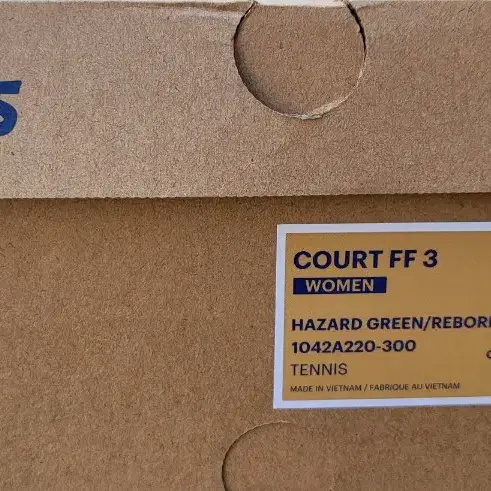 S
COURT FF 3
WOMEN
HAZARD GREEN/REBOR
1042A220-300
TENNIS
MADE IN VIETNAM / FABRIQUE AU VIETNAM